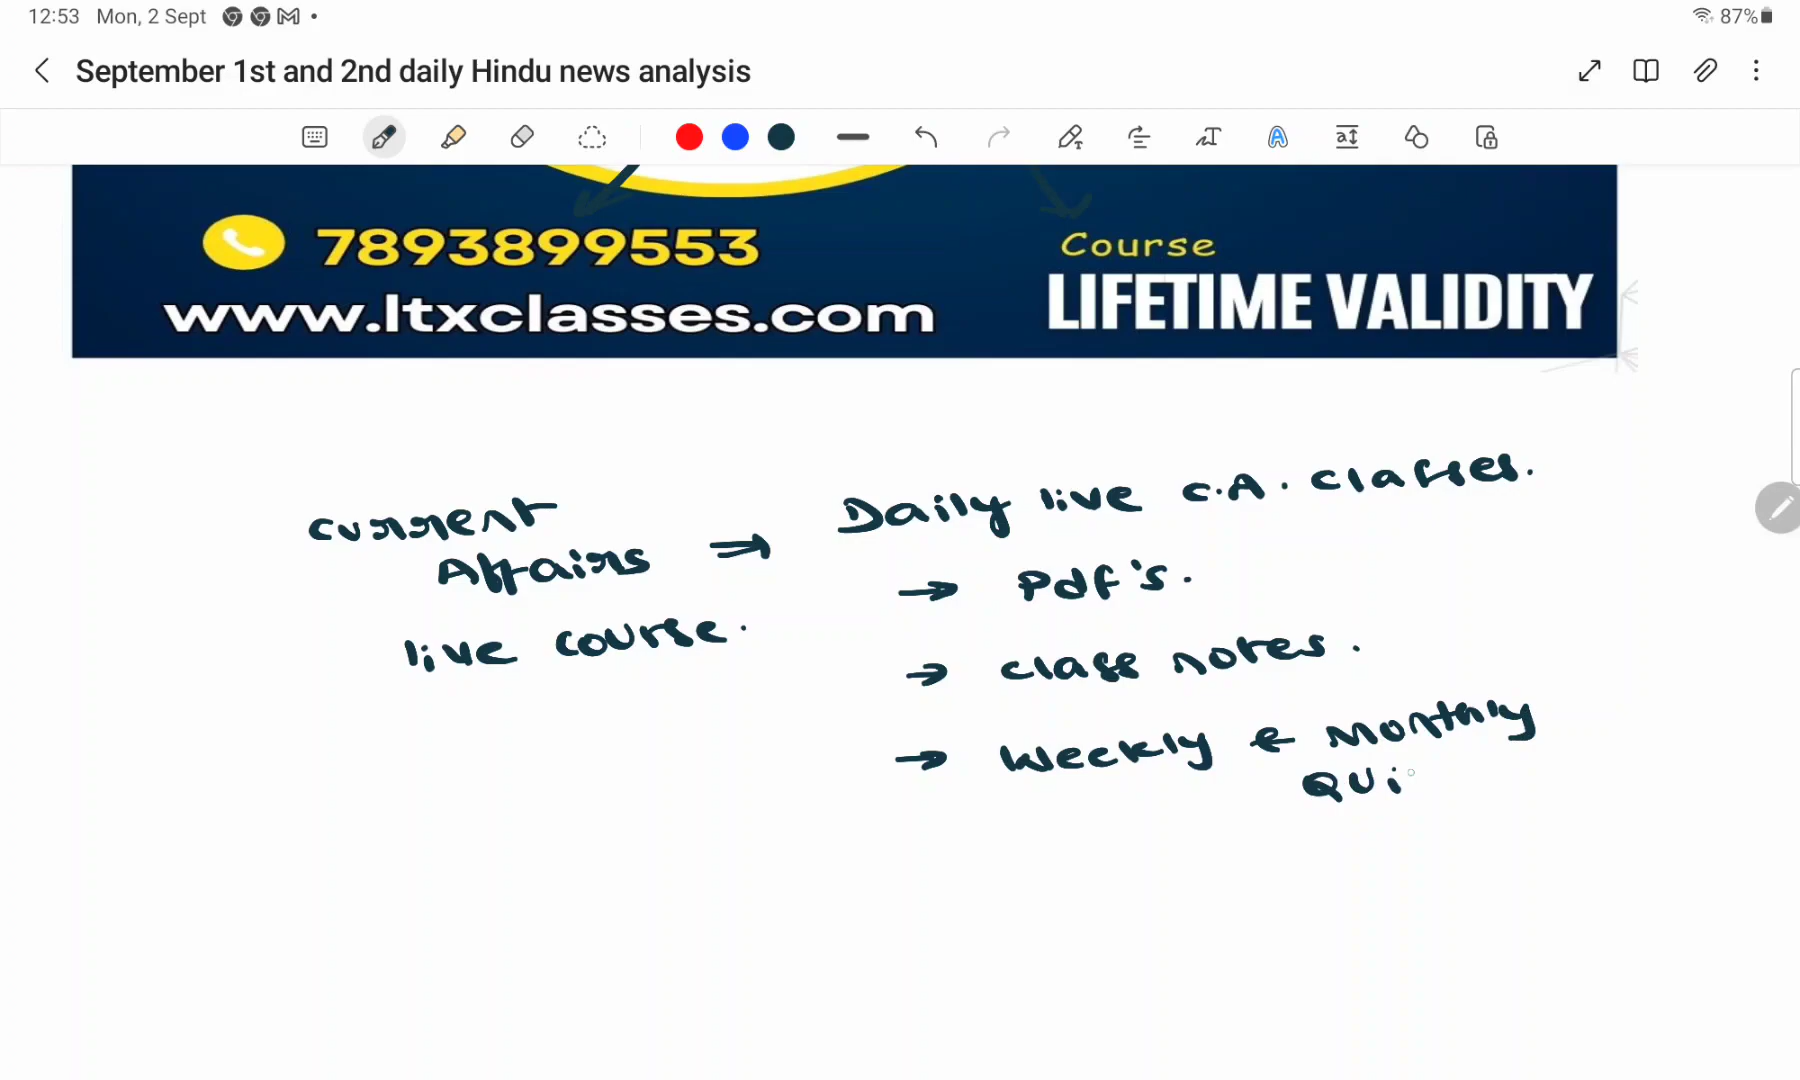 12:53 Mon, 2 Sept 87%
September 1st and 2nd daily Hindu news analysis
7893899553
www.ltxclasses.com
Course
LIFETIME VALIDITY
current
Affairs
live course.
⇒ Daily live C.A. classes.
→ Pdf's.
→ class notes.
→ Weekly & Monthly
QUi